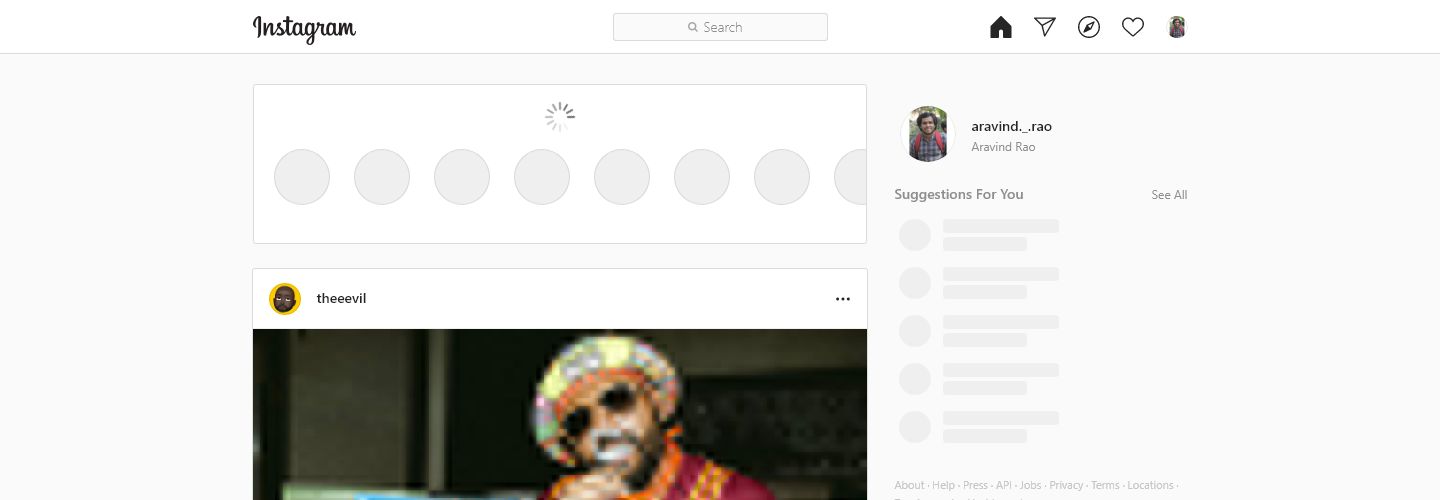 Instagram
Search
aravind._.rao
Aravind Rao
Suggestions For You
See All
theeevil
About · Help · Press · API · Jobs · Privacy · Terms · Locations ·